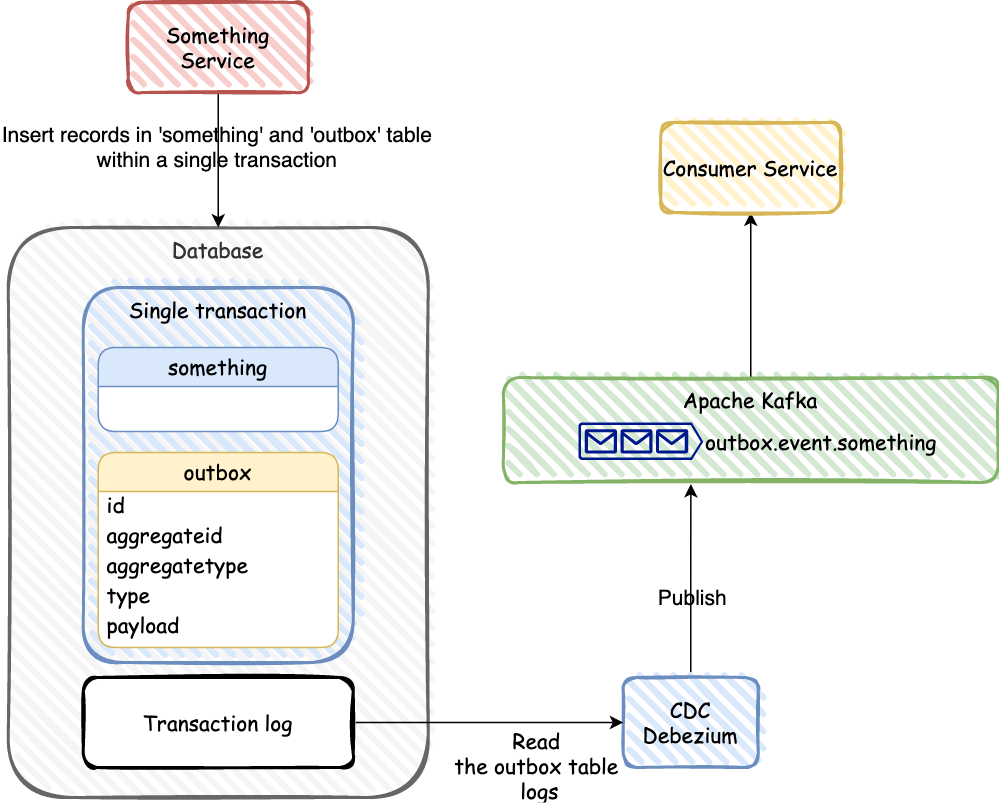 Something
Service
Insert records in 'something' and 'outbox' table
within a single transaction
Database
Single transaction
something
outbox
id
aggregateid
aggregatetype
type
payload
Transaction log
Read
the outbox table
logs
CDC
Debezium
Publish
Apache Kafka
outbox.event.something
Consumer Service